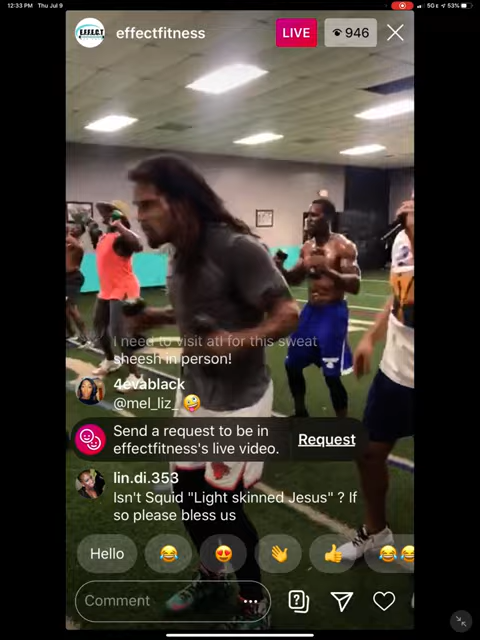 12:33 PM Thu Jul 9
5GE 53%
E.F.F.E.C.T
effectfitness
LIVE
946
I need to visit atl for this sweat
sheesh in person!
4evablack
@mel_liz_🤪
Send a request to be in
effectfitness's live video.
Request
lin.di.353
Isn't Squid "Light skinned Jesus" ? If
so please bless us
Hello 😂 😍 👋 👍 😂😂
Comment